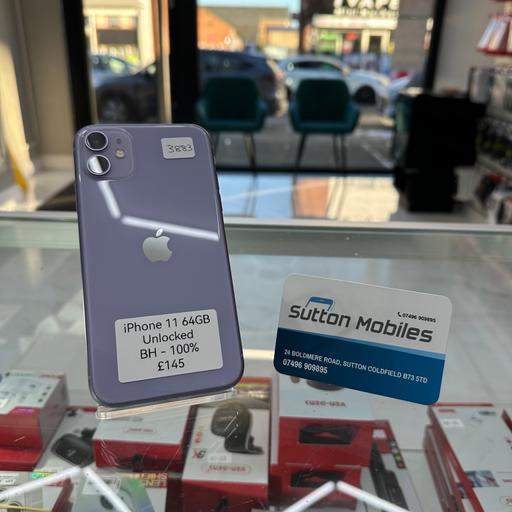 3883
iPhone 11 64GB
Unlocked
BH - 100%
£145
07496 909895
Sutton Mobiles
24 BOLDMERE ROAD, SUTTON COLDFIELD B73 5TD
07496 909895